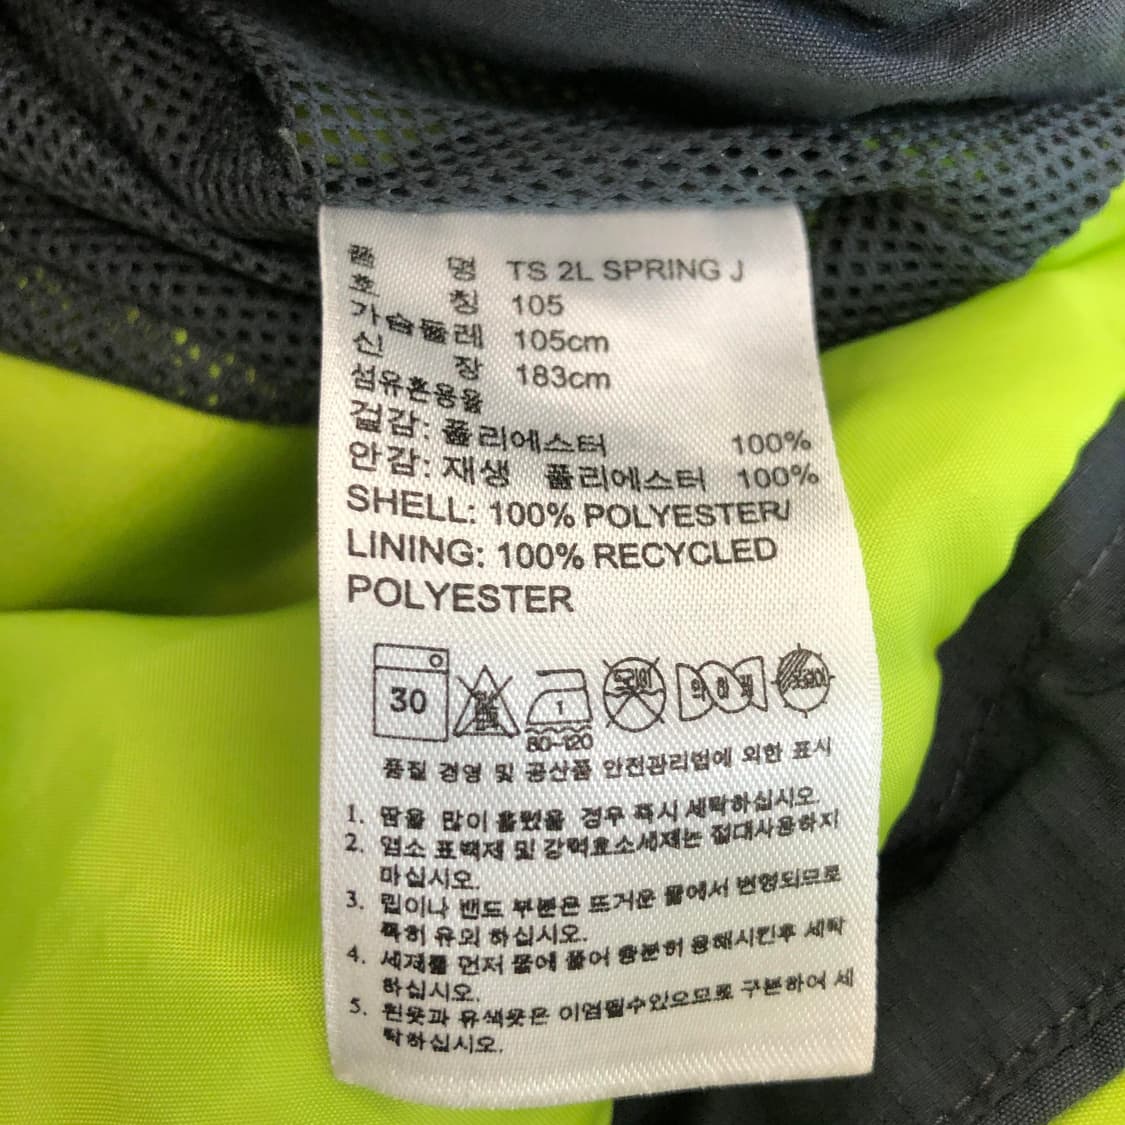 품 명 TS 2L SPRING J
호 칭 105
가슴둘레 105cm
신 장 183cm
섬유혼용율
겉감: 폴리에스터 100%
안감: 재생 폴리에스터 100%
SHELL: 100% POLYESTER/
LINING: 100% RECYCLED
POLYESTER
30
1
80-120
드라이
약하게
품질 경영 및 공산품 안전관리법에 의한 표시
1. 땀을 많이 흘렸을 경우 즉시 세탁하십시오.
2. 염소 표백제 및 강력효소세제는 절대사용하지
마십시오.
3. 립이나 밴드 부분은 뜨거운 물에서 변형되므로
특히 유의 하십시오.
4. 세제를 먼저 물에 풀어 충분히 용해시킨후 세탁
하십시오.
5. 흰옷과 유색옷은 이염될수있으므로 구분하여 세
탁하십시오.